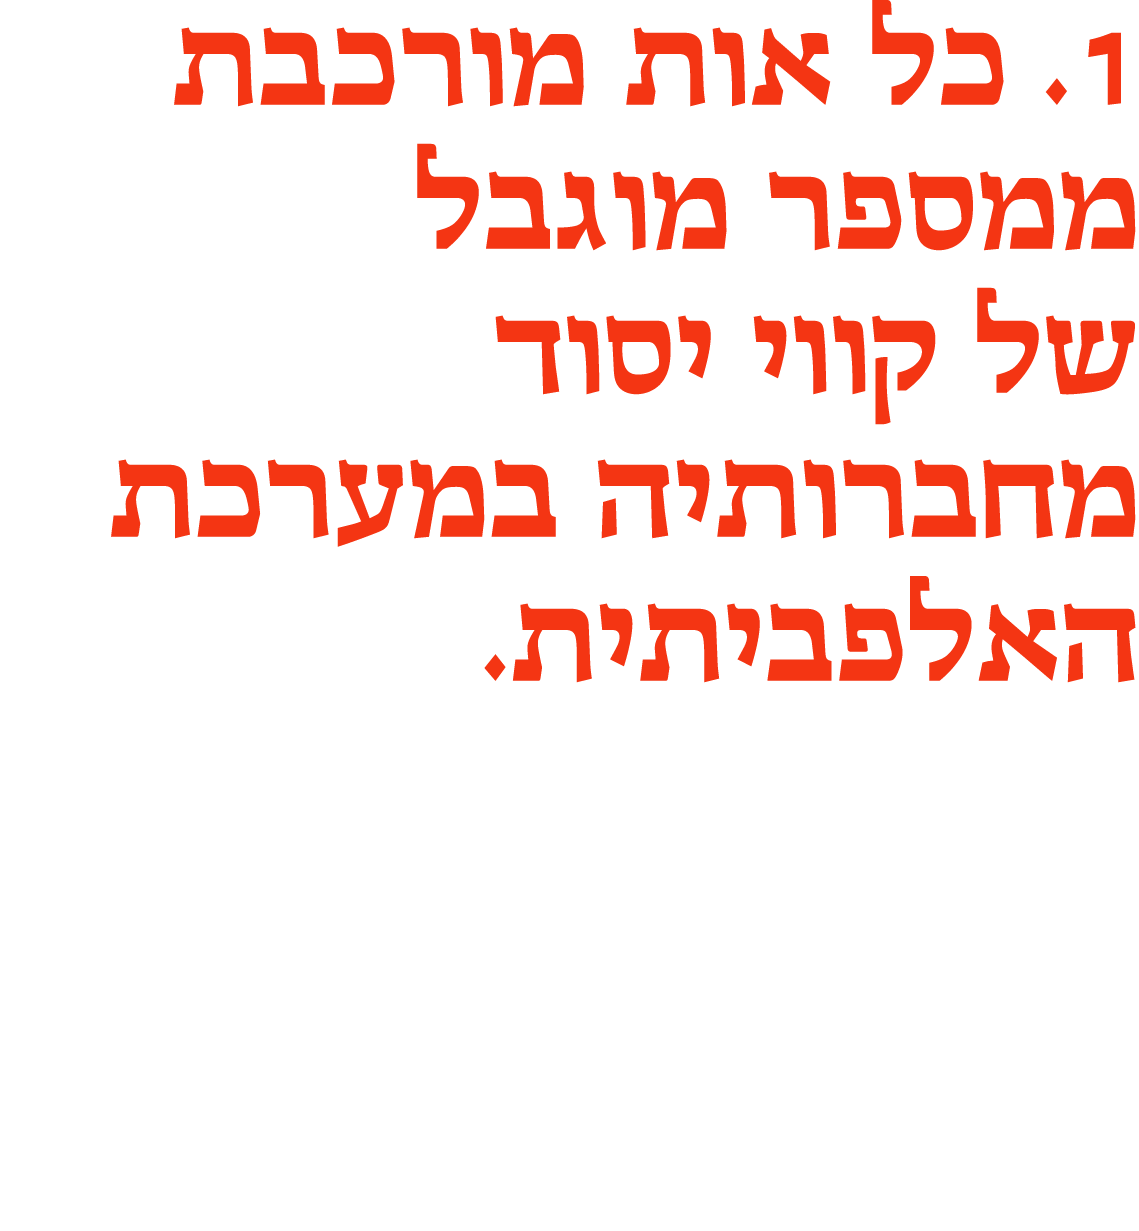 1. כל אות מורכבת
ממספר מוגבל
של קווי יסוד
מחברותיה במערכת
האלפביתית.